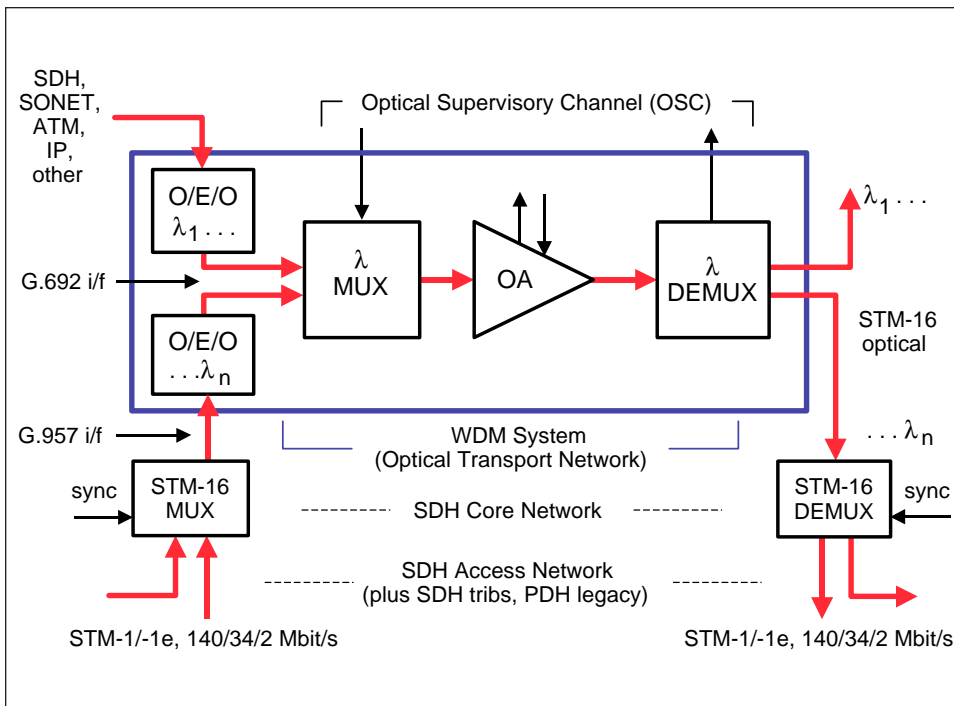 SDH,
SONET,
ATM,
IP,
other
Optical Supervisory Channel (OSC)
O/E/O
λ1 . . .
λ1 . . .
G.692 i/f
λ
MUX
OA
λ
DEMUX
O/E/O
. . .λn
STM-16
optical
G.957 i/f
WDM System
(Optical Transport Network)
. . . λn
sync
STM-16
MUX
SDH Core Network
STM-16
DEMUX
sync
SDH Access Network
(plus SDH tribs, PDH legacy)
STM-1/-1e, 140/34/2 Mbit/s
STM-1/-1e, 140/34/2 Mbit/s